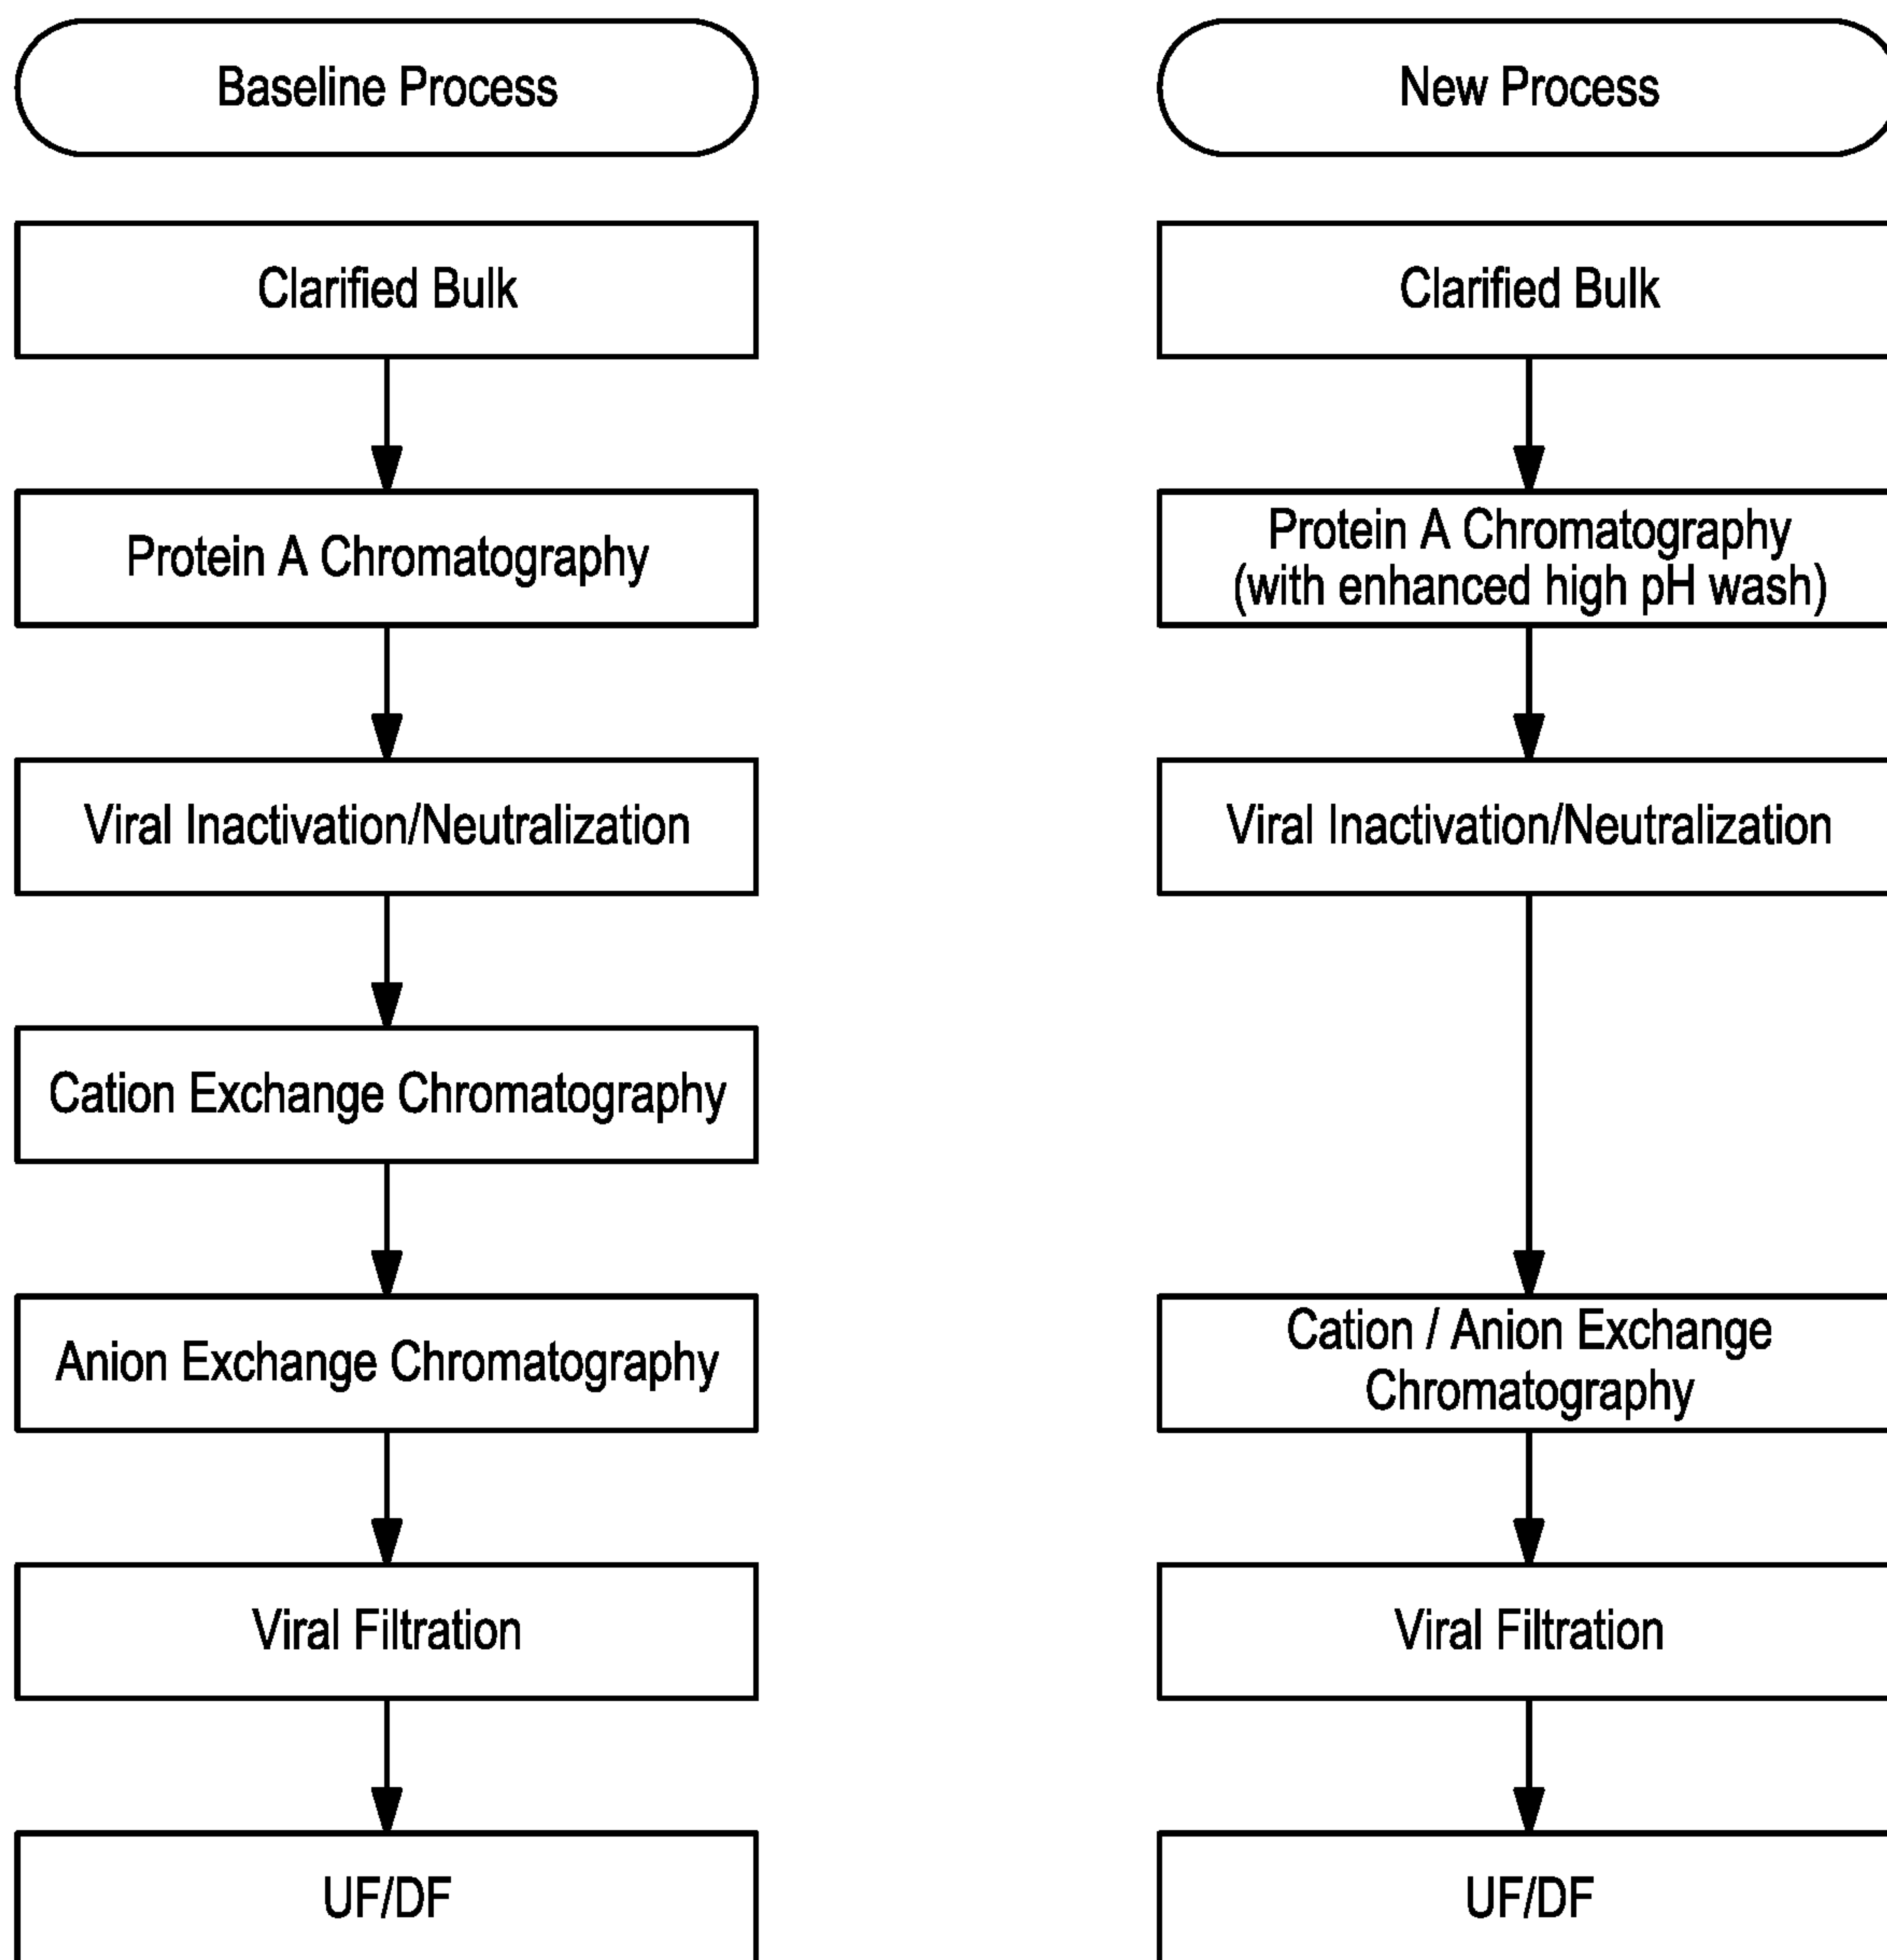 Baseline Process
Clarified Bulk
Protein A Chromatography
Viral Inactivation/Neutralization
Cation Exchange Chromatography
Anion Exchange Chromatography
Viral Filtration
UF/DF
New Process
Clarified Bulk
Protein A Chromatography
(with enhanced high pH wash)
Viral Inactivation/Neutralization
Cation / Anion Exchange
Chromatography
Viral Filtration
UF/DF